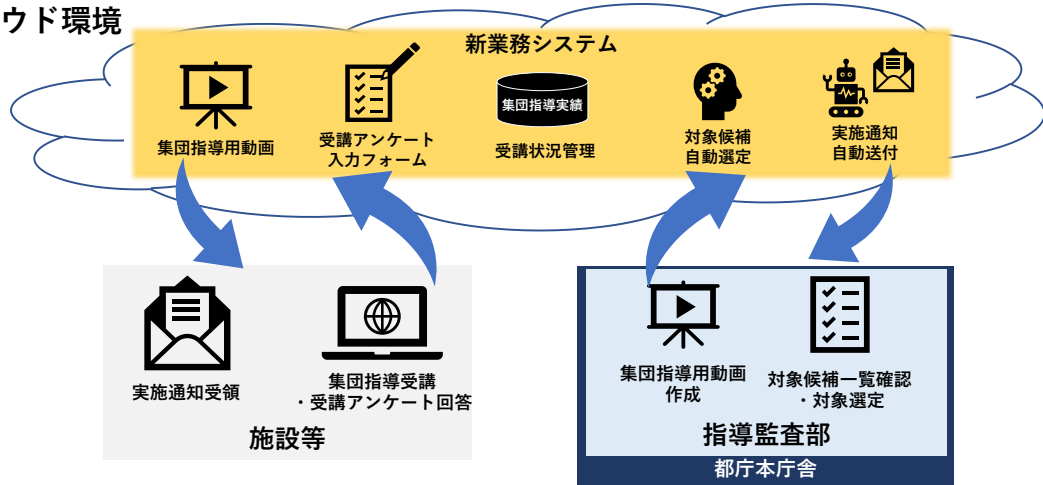 ウド環境
新業務システム
集団指導用動画
受講アンケート
入力フォーム
集団指導実績
受講状況管理
対象候補
自動選定
実施通知
自動送付
実施通知受領
集団指導受講
・受講アンケート回答
施設等
集団指導用動画
作成
対象候補一覧確認
・対象選定
指導監査部
都庁本庁舎